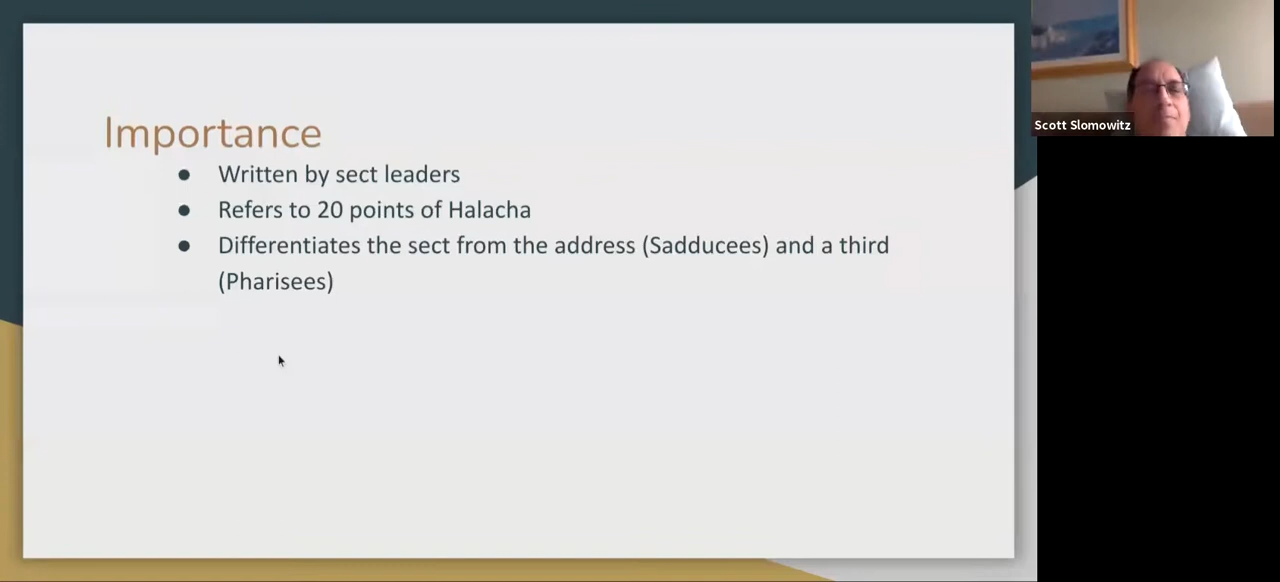 Importance
● Written by sect leaders
● Refers to 20 points of Halacha
● Differentiates the sect from the address (Sadducees) and a third
(Pharisees)
Scott Slomowitz